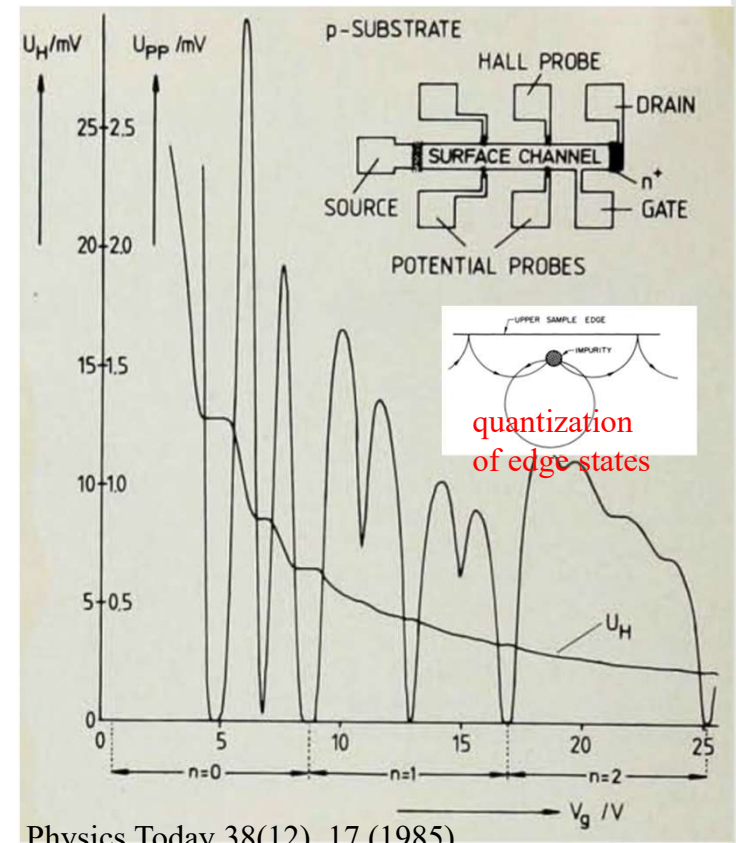 p-SUBSTRATE
U_H/mV
U_PP /mV
HALL PROBE
DRAIN
SURFACE CHANNEL
n+
SOURCE
GATE
POTENTIAL PROBES
25 2.5
20 2.0
15 1.5
10 1.0
5 0.5
0
UPPER SAMPLE EDGE
IMPURITY
quantization
of edge states
U_H
0 5 10 15 20 25
n=0 n=1 n=2
V_g /V
Physics Today 38(12), 17 (1985)